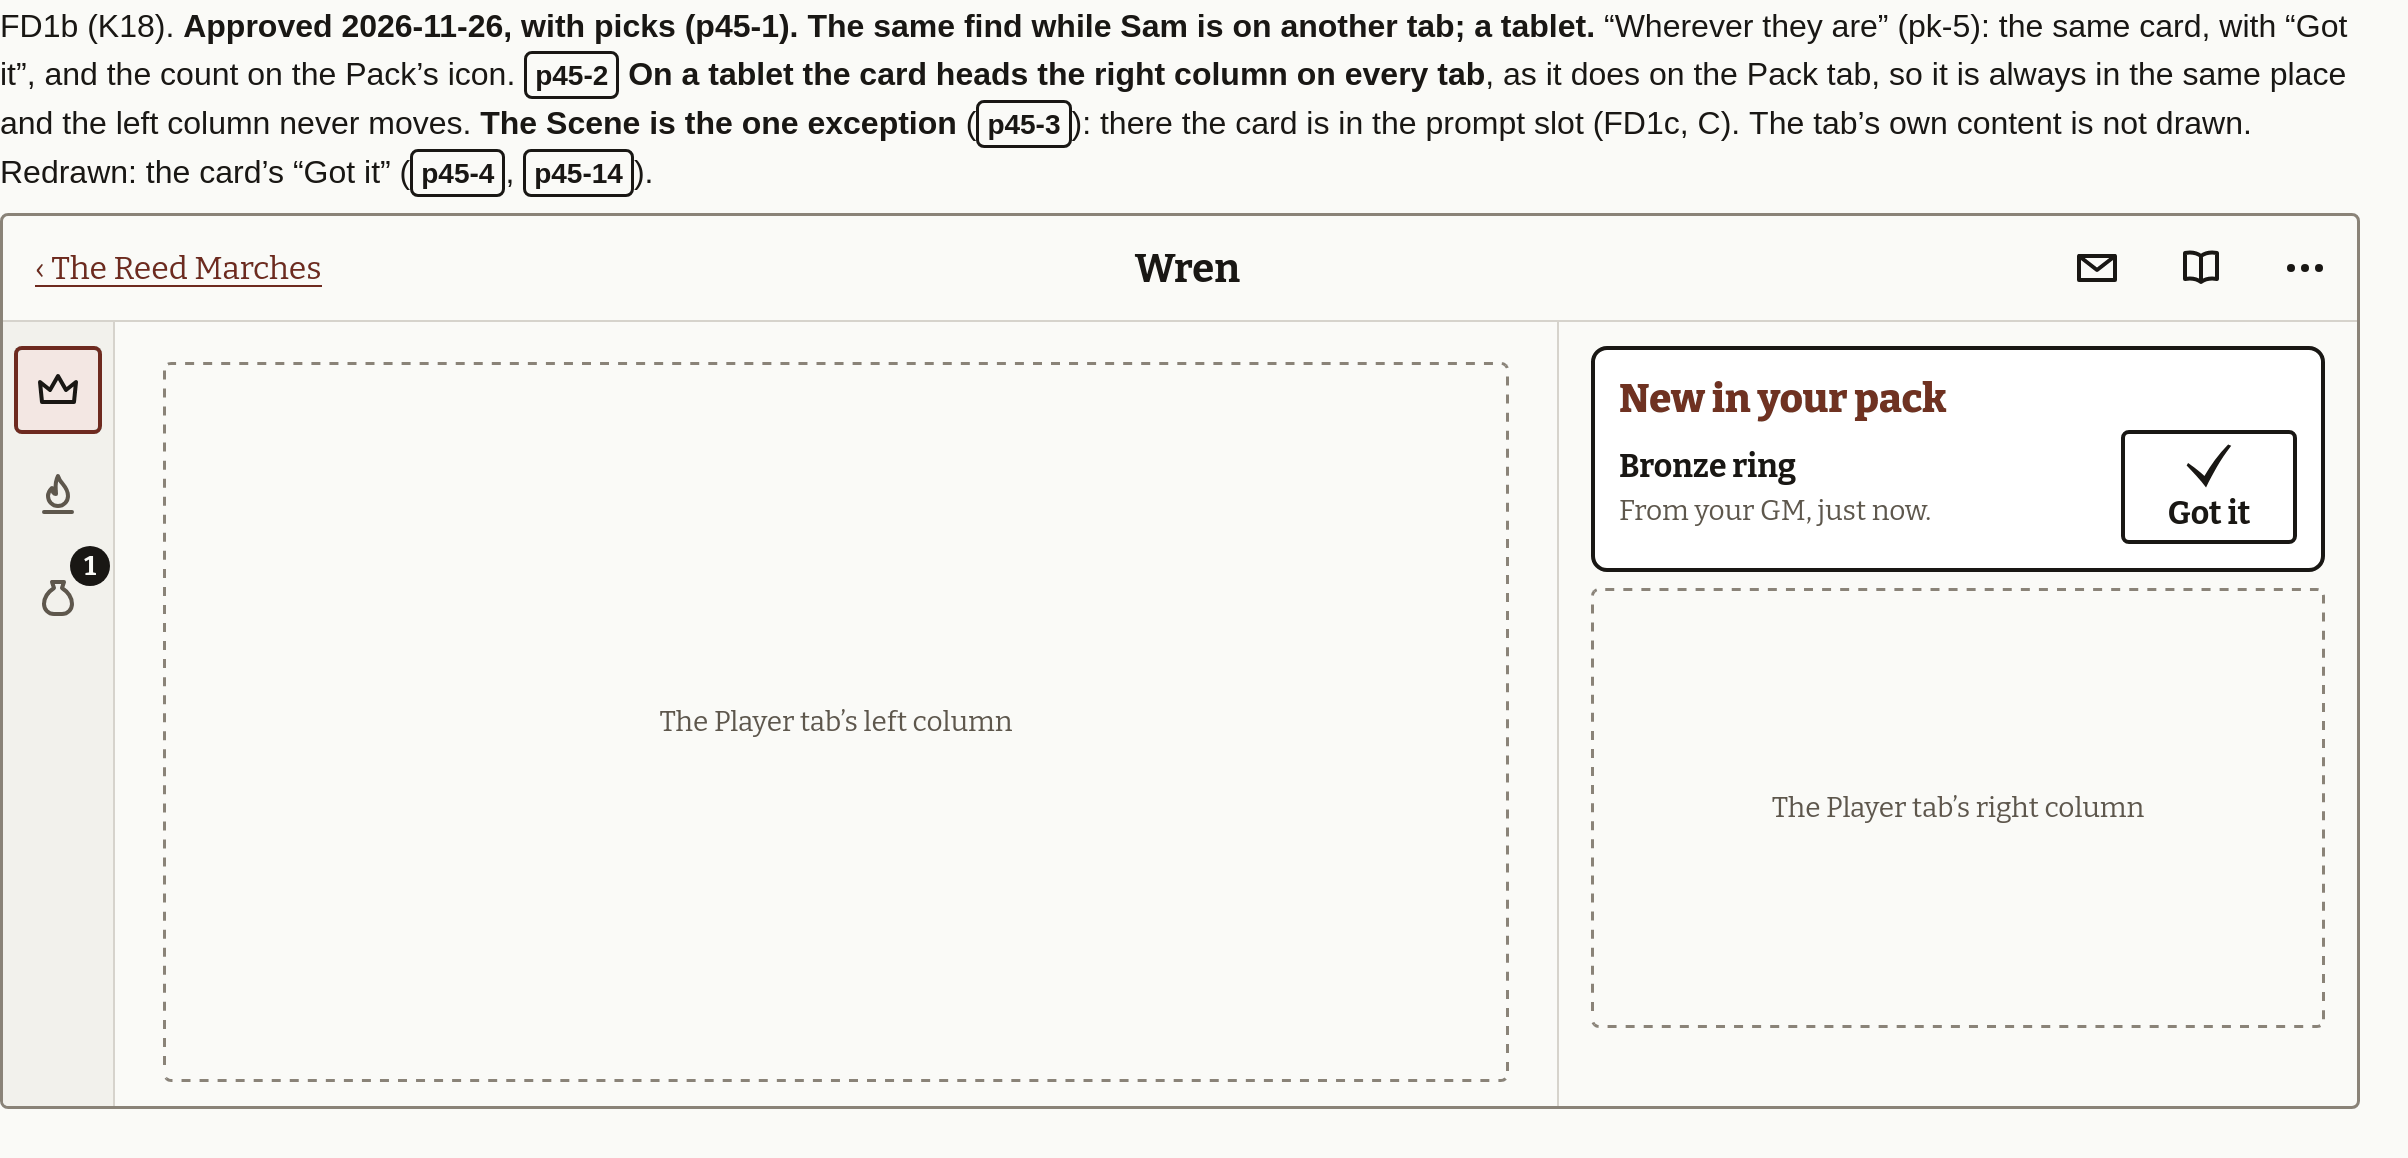 FD1b (K18). Approved 2026-11-26, with picks (p45-1). The same find while Sam is on another tab; a tablet. “Wherever they are” (pk-5): the same card, with “Got
it”, and the count on the Pack’s icon. p45-2 On a tablet the card heads the right column on every tab, as it does on the Pack tab, so it is always in the same place
and the left column never moves. The Scene is the one exception (p45-3): there the card is in the prompt slot (FD1c, C). The tab’s own content is not drawn.
Redrawn: the card’s “Got it” (p45-4, p45-14).
‹ The Reed Marches
Wren
1
The Player tab’s left column
New in your pack
Bronze ring
From your GM, just now.
Got it
The Player tab’s right column